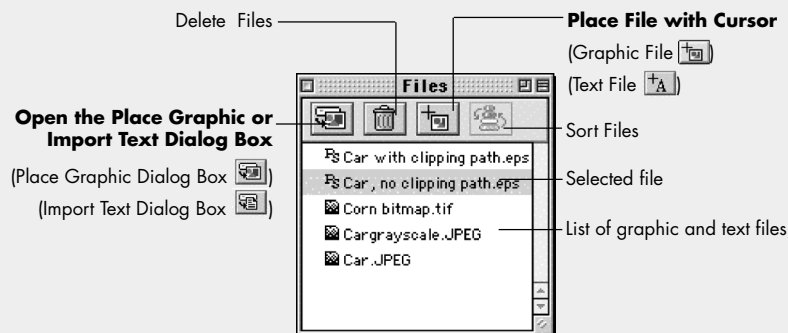 Delete Files
Place File with Cursor
(Graphic File )
(Text File )
Files
Open the Place Graphic or
Import Text Dialog Box
(Place Graphic Dialog Box )
(Import Text Dialog Box )
Sort Files
Car with clipping path.eps
Car, no clipping path.eps
Selected file
Corn bitmap.tif
Cargrayscale.JPEG
List of graphic and text files
Car.JPEG